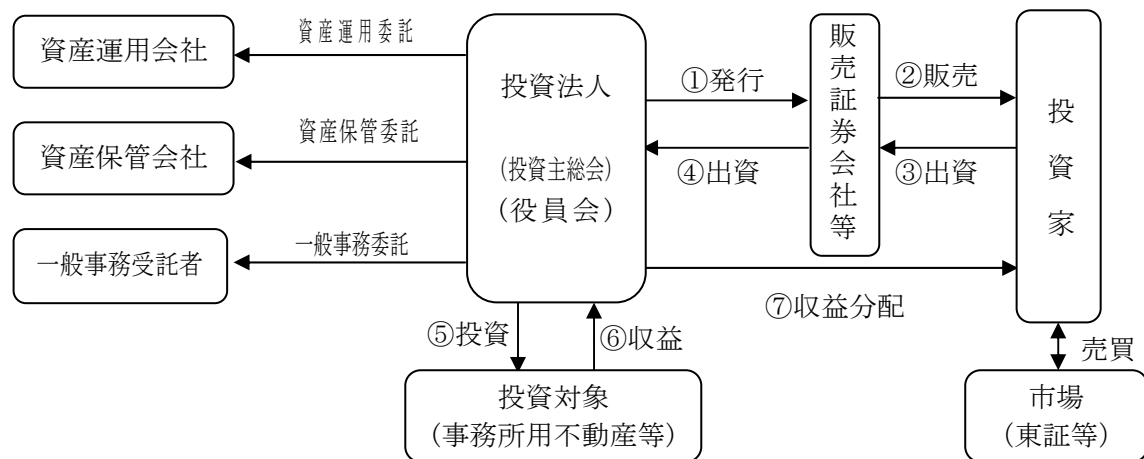 資産運用会社
資産運用委託
資産保管会社
資産保管委託
一般事務受託者
一般事務委託
投資法人
(投資主総会)
(役員会)
①発行
④出資
販売証券会社等
②販売
③出資
投資家
⑦収益分配
⑤投資
⑥収益
売買
投資対象
(事務所用不動産等)
市場
(東証等)